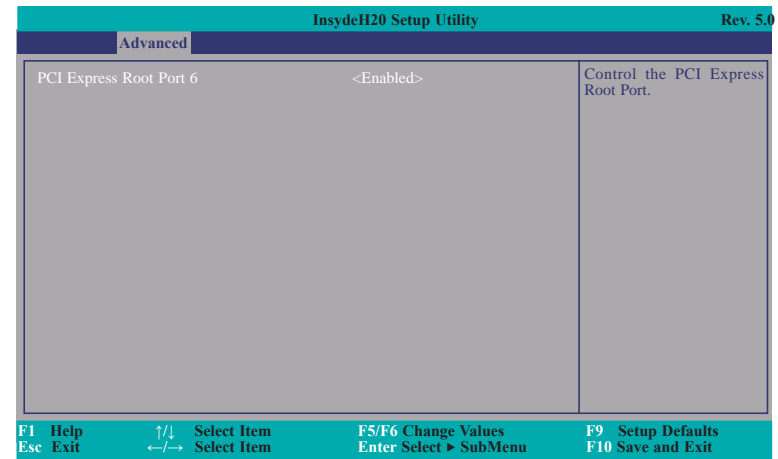 InsydeH20 Setup Utility Rev. 5.0
Advanced
PCI Express Root Port 6 <Enabled>
Control the PCI Express
Root Port.
F1 Help ↑/↓ Select Item F5/F6 Change Values F9 Setup Defaults
Esc Exit ←/→ Select Item Enter Select ► SubMenu F10 Save and Exit